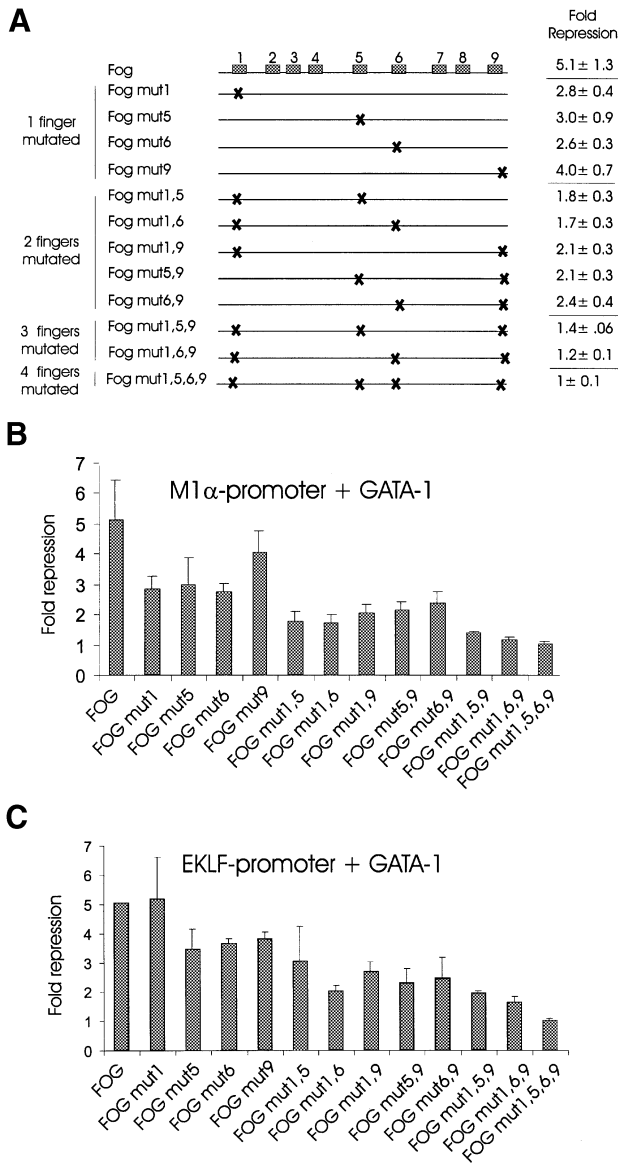 A
Fold
Repression
1 2 3 4 5 6 7 8 9
Fog 5.1± 1.3
1 finger
mutated
Fog mut1 2.8± 0.4
Fog mut5 3.0± 0.9
Fog mut6 2.6± 0.3
Fog mut9 4.0± 0.7
2 fingers
mutated
Fog mut1,5 1.8± 0.3
Fog mut1,6 1.7± 0.3
Fog mut1,9 2.1± 0.3
Fog mut5,9 2.1± 0.3
Fog mut6,9 2.4± 0.4
3 fingers
mutated
Fog mut1,5,9 1.4± .06
Fog mut1,6,9 1.2± 0.1
4 fingers
mutated
Fog mut1,5,6,9 1± 0.1
B
M1α-promoter + GATA-1
Fold repression
7
6
5
4
3
2
1
0
FOG
FOG mut1
FOG mut5
FOG mut6
FOG mut9
FOG mut1,5
FOG mut1,6
FOG mut1,9
FOG mut5,9
FOG mut6,9
FOG mut1,5,9
FOG mut1,6,9
FOG mut1,5,6,9
C
EKLF-promoter + GATA-1
Fold repression
7
6
5
4
3
2
1
0
FOG
FOG mut1
FOG mut5
FOG mut6
FOG mut9
FOG mut1,5
FOG mut1,6
FOG mut1,9
FOG mut5,9
FOG mut6,9
FOG mut1,5,9
FOG mut1,6,9
FOG mut1,5,6,9